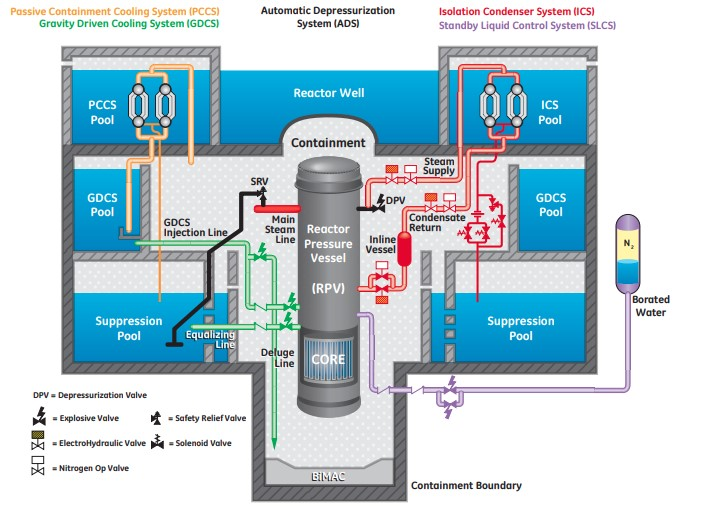 Passive Containment Cooling System (PCCS)
Gravity Driven Cooling System (GDCS)
Automatic Depressurization
System (ADS)
Isolation Condenser System (ICS)
Standby Liquid Control System (SLCS)
PCCS
Pool
Reactor Well
ICS
Pool
Containment
Steam
Supply
SRV
DPV
GDCS
Pool
GDCS
Injection Line
Main
Steam
Line
Reactor
Pressure
Vessel
(RPV)
Condensate
Return
Inline
Vessel
GDCS
Pool
N2
Borated
Water
Suppression
Pool
Equalizing
Line
Deluge
Line
CORE
Suppression
Pool
DPV = Depressurization Valve
= Explosive Valve
= Safety Relief Valve
= ElectroHydraulic Valve
= Solenoid Valve
= Nitrogen Op Valve
BiMAC
Containment Boundary